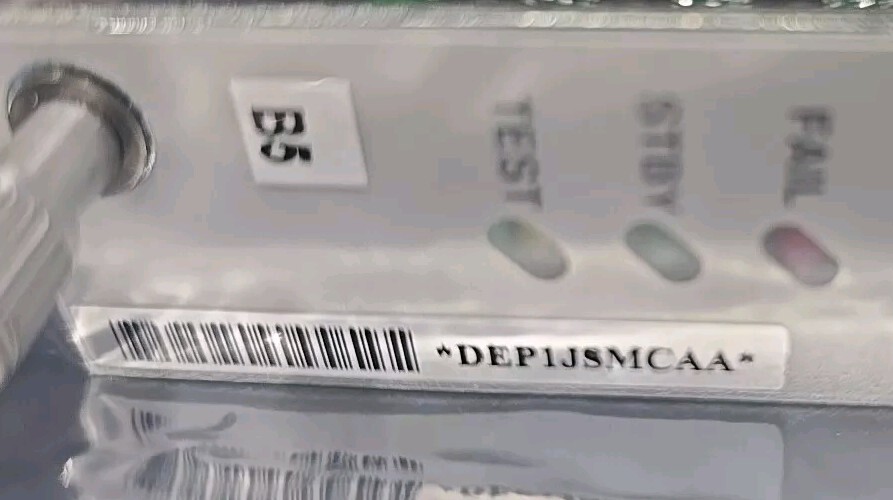 B5
TEST
STBY
FAIL
*DEP1JSMCAA*